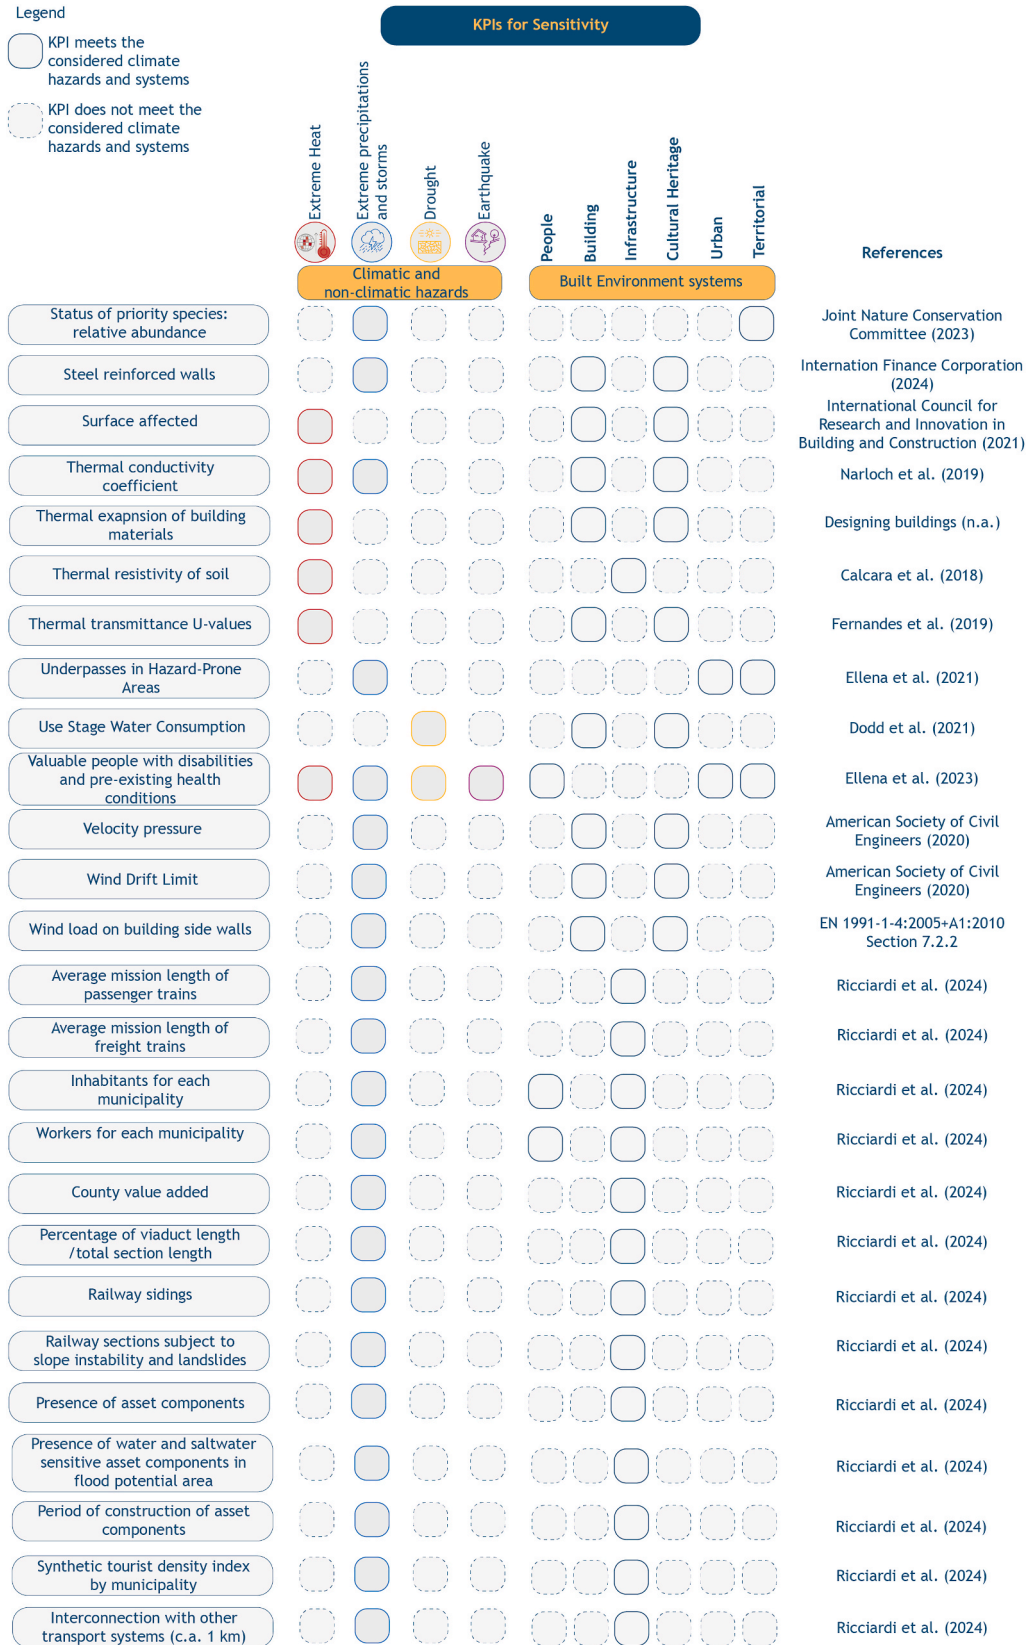 Legend
KPI meets the
considered climate
hazards and systems
KPI does not meet the
considered climate
hazards and systems
KPIs for Sensitivity
Extreme Heat
Extreme precipitations
and storms
Drought
Earthquake
People
Building
Infrastructure
Cultural Heritage
Urban
Territorial
References
Climatic and
non-climatic hazards
Built Environment systems
Status of priority species:
relative abundance
Joint Nature Conservation
Committee (2023)
Steel reinforced walls
Internation Finance Corporation
(2024)
Surface affected
International Council for
Research and Innovation in
Building and Construction (2021)
Thermal conductivity
coefficient
Narloch et al. (2019)
Thermal exapnsion of building
materials
Designing buildings (n.a.)
Thermal resistivity of soil
Calcara et al. (2018)
Thermal transmittance U-values
Fernandes et al. (2019)
Underpasses in Hazard-Prone
Areas
Ellena et al. (2021)
Use Stage Water Consumption
Dodd et al. (2021)
Valuable people with disabilities
and pre-existing health
conditions
Ellena et al. (2023)
Velocity pressure
American Society of Civil
Engineers (2020)
Wind Drift Limit
American Society of Civil
Engineers (2020)
Wind load on building side walls
EN 1991-1-4:2005+A1:2010
Section 7.2.2
Average mission length of
passenger trains
Ricciardi et al. (2024)
Average mission length of
freight trains
Ricciardi et al. (2024)
Inhabitants for each
municipality
Ricciardi et al. (2024)
Workers for each municipality
Ricciardi et al. (2024)
County value added
Ricciardi et al. (2024)
Percentage of viaduct length
/total section length
Ricciardi et al. (2024)
Railway sidings
Ricciardi et al. (2024)
Railway sections subject to
slope instability and landslides
Ricciardi et al. (2024)
Presence of asset components
Ricciardi et al. (2024)
Presence of water and saltwater
sensitive asset components in
flood potential area
Ricciardi et al. (2024)
Period of construction of asset
components
Ricciardi et al. (2024)
Synthetic tourist density index
by municipality
Ricciardi et al. (2024)
Interconnection with other
transport systems (c.a. 1 km)
Ricciardi et al. (2024)